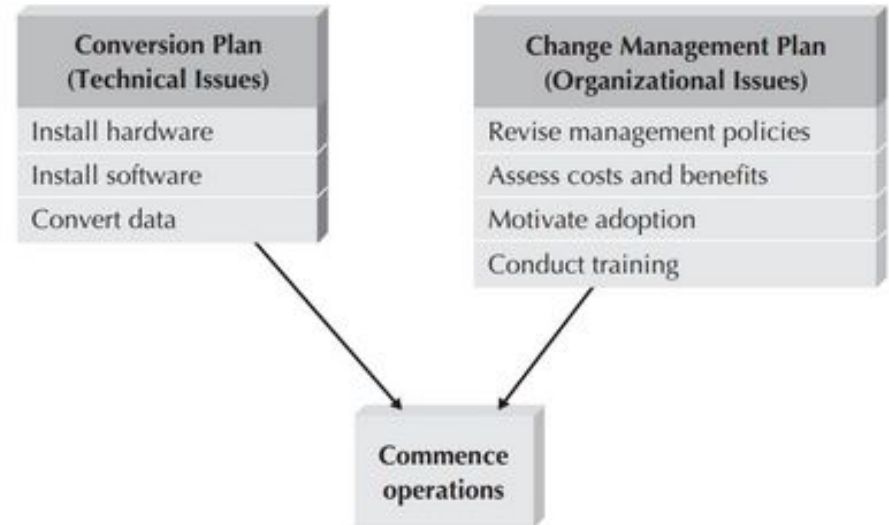 Conversion Plan
(Technical Issues)
Install hardware
Install software
Convert data
Change Management Plan
(Organizational Issues)
Revise management policies
Assess costs and benefits
Motivate adoption
Conduct training
Commence
operations